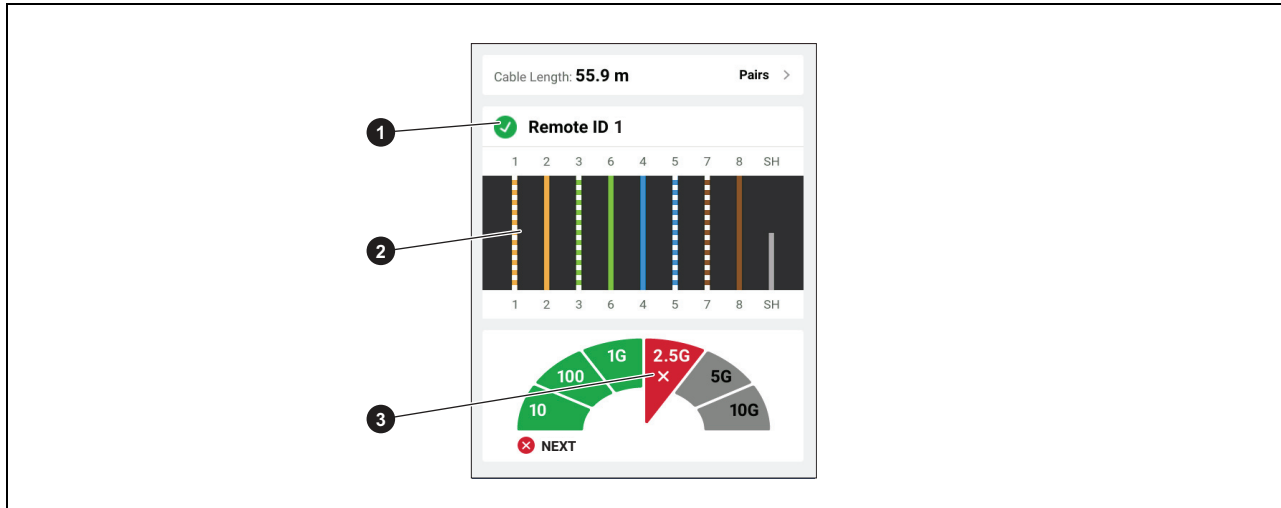 Cable Length: 55.9 m Pairs >
1 Remote ID 1
1 2 3 6 4 5 7 8 SH
2
1 2 3 6 4 5 7 8 SH
1G 2.5G
100 5G
10 10G
3
NEXT